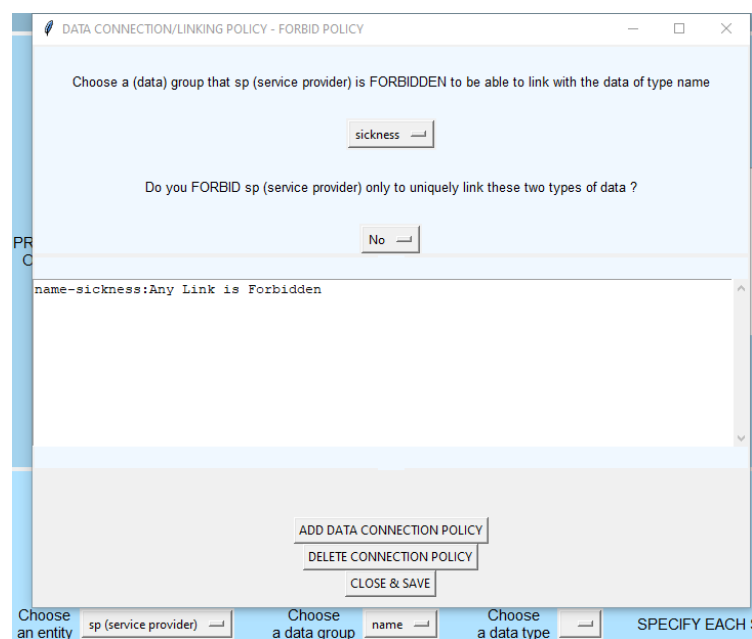 DATA CONNECTION/LINKING POLICY - FORBID POLICY
Choose a (data) group that sp (service provider) is FORBIDDEN to be able to link with the data of type name
sickness
Do you FORBID sp (service provider) only to uniquely link these two types of data ?
No
PR
C
name-sickness:Any Link is Forbidden
ADD DATA CONNECTION POLICY
DELETE CONNECTION POLICY
CLOSE & SAVE
Choose
an entity
sp (service provider)
Choose
a data group
name
Choose
a data type
SPECIFY EACH